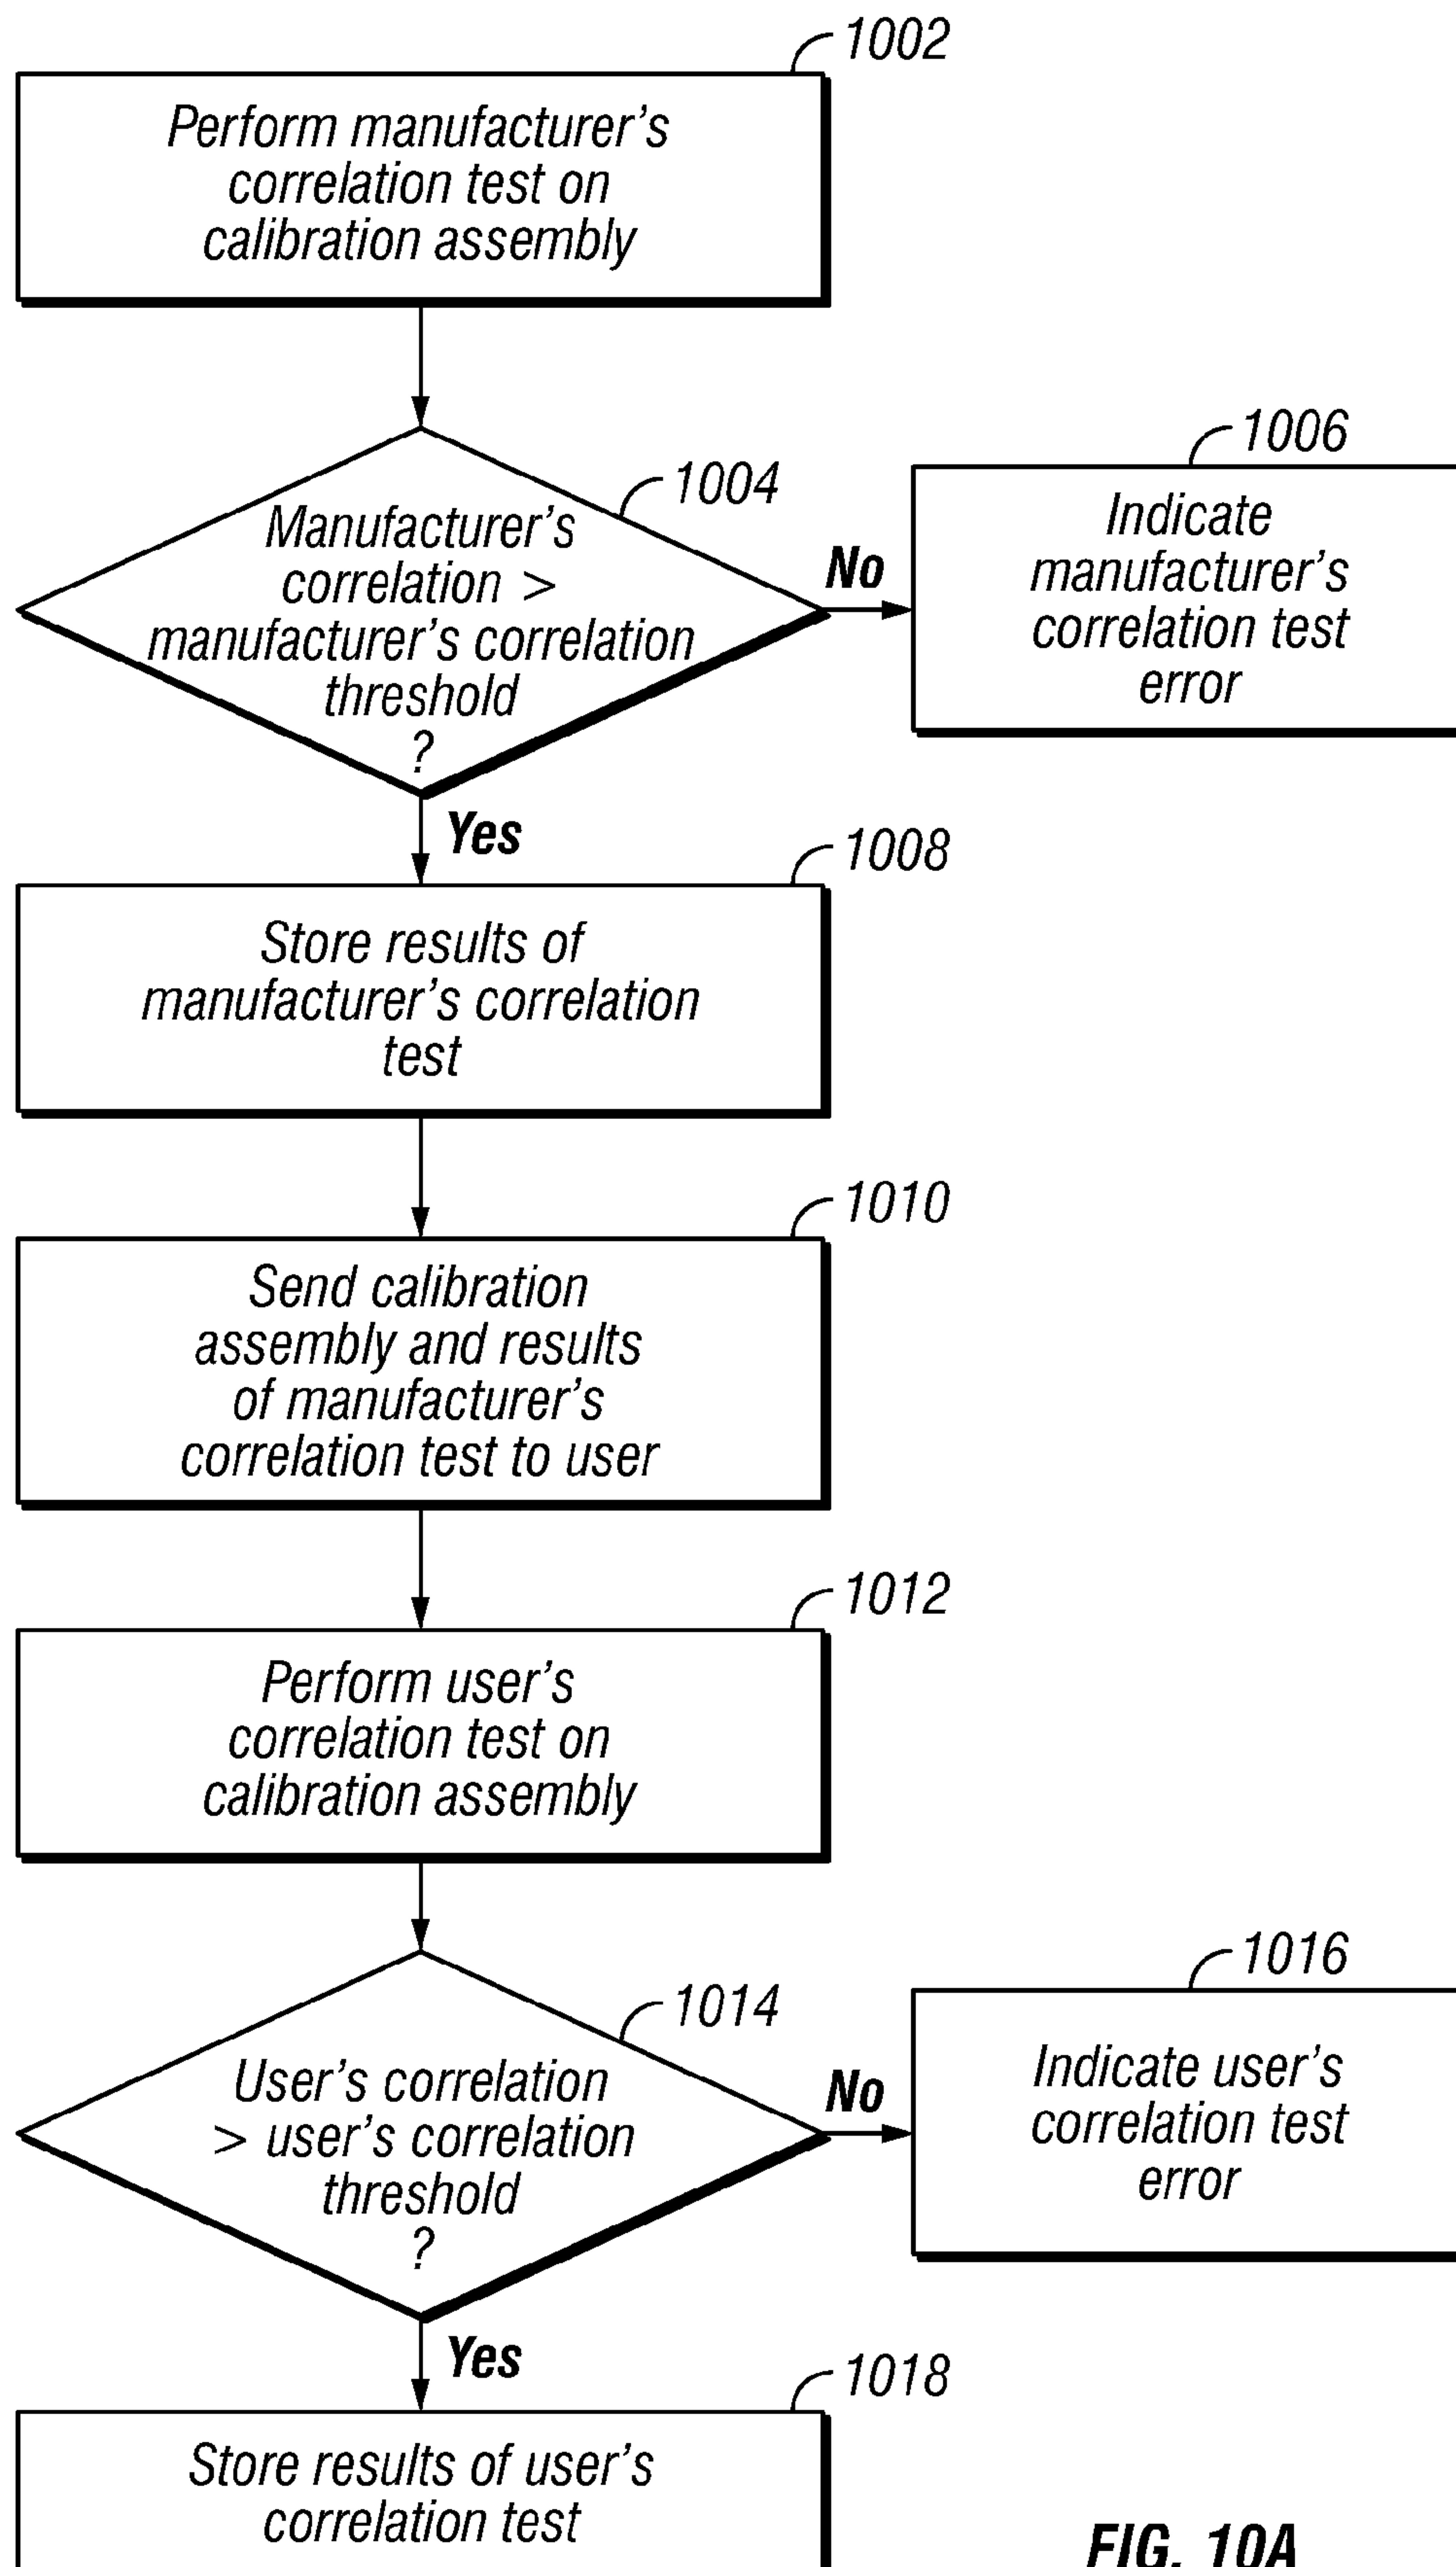 1002
Perform manufacturer's
correlation test on
calibration assembly
1004
Manufacturer's
correlation >
manufacturer's correlation
threshold
?
No
1006
Indicate
manufacturer's
correlation test
error
Yes
1008
Store results of
manufacturer's correlation
test
1010
Send calibration
assembly and results
of manufacturer's
correlation test to user
1012
Perform user's
correlation test on
calibration assembly
1014
User's correlation
> user's correlation
threshold
?
No
1016
Indicate user's
correlation test
error
Yes
1018
Store results of user's
correlation test
FIG. 10A